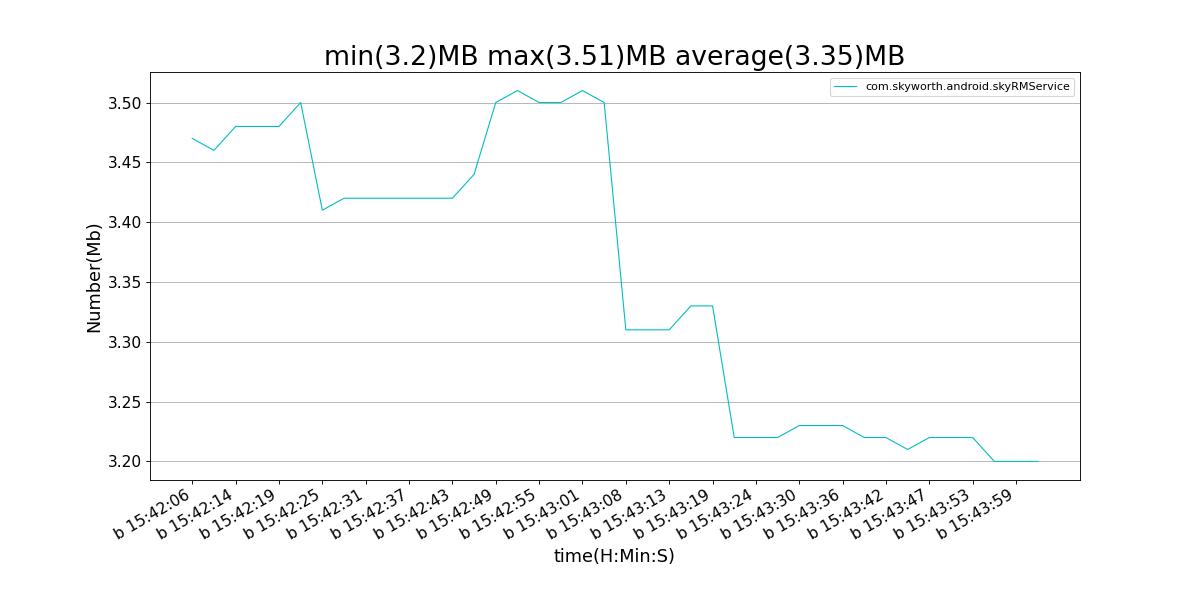 min(3.2)MB max(3.51)MB average(3.35)MB
com.skyworth.android.skyRMService
3.50
3.45
3.40
3.35
3.30
3.25
3.20
Number(Mb)
b 15:42:06
b 15:42:14
b 15:42:19
b 15:42:25
b 15:42:31
b 15:42:37
b 15:42:43
b 15:42:49
b 15:42:55
b 15:43:01
b 15:43:08
b 15:43:13
b 15:43:19
b 15:43:24
b 15:43:30
b 15:43:36
b 15:43:42
b 15:43:47
b 15:43:53
b 15:43:59
time(H:Min:S)